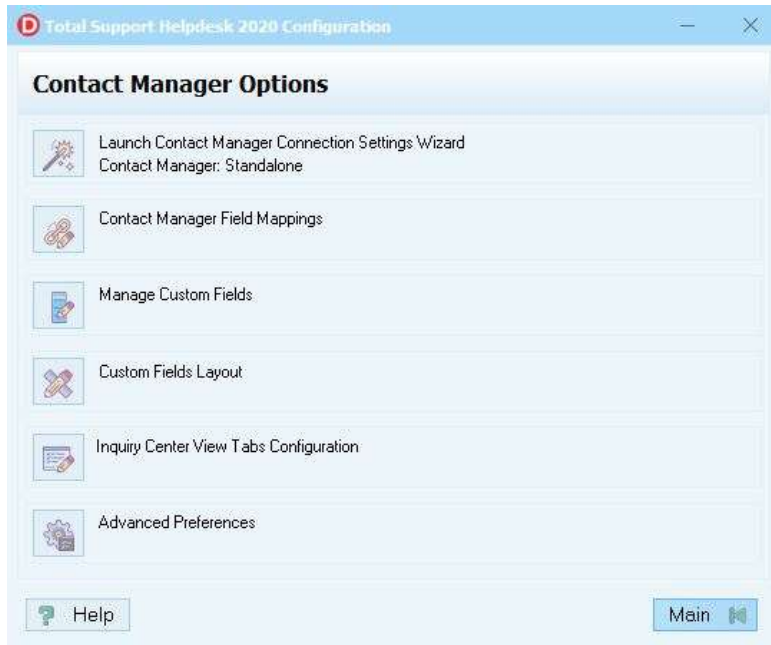 Total Support Helpdesk 2020 Configuration
Contact Manager Options
Launch Contact Manager Connection Settings Wizard
Contact Manager: Standalone
Contact Manager Field Mappings
Manage Custom Fields
Custom Fields Layout
Inquiry Center View Tabs Configuration
Advanced Preferences
Help
Main